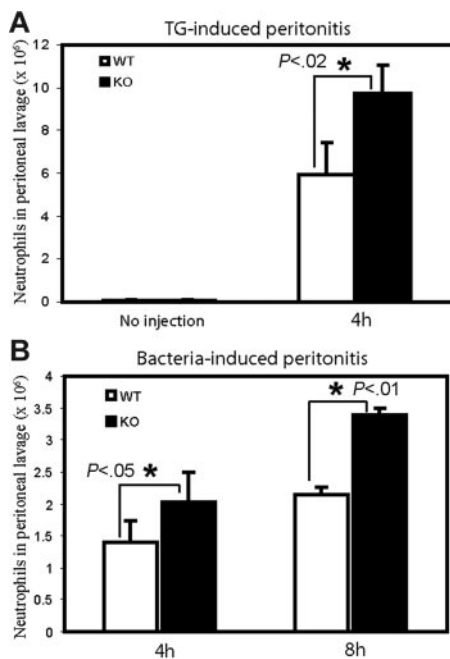 A
TG-induced peritonitis
Neutrophils in peritoneal lavage (x 10⁶)
12
10
8
6
4
2
0
WT
KO
P<.02 *
No injection
4h
B
Bacteria-induced peritonitis
Neutrophils in peritoneal lavage (x 10⁶)
4
3.5
3
2.5
2
1.5
1
0.5
0
WT
KO
* P<.01
P<.05 *
4h
8h